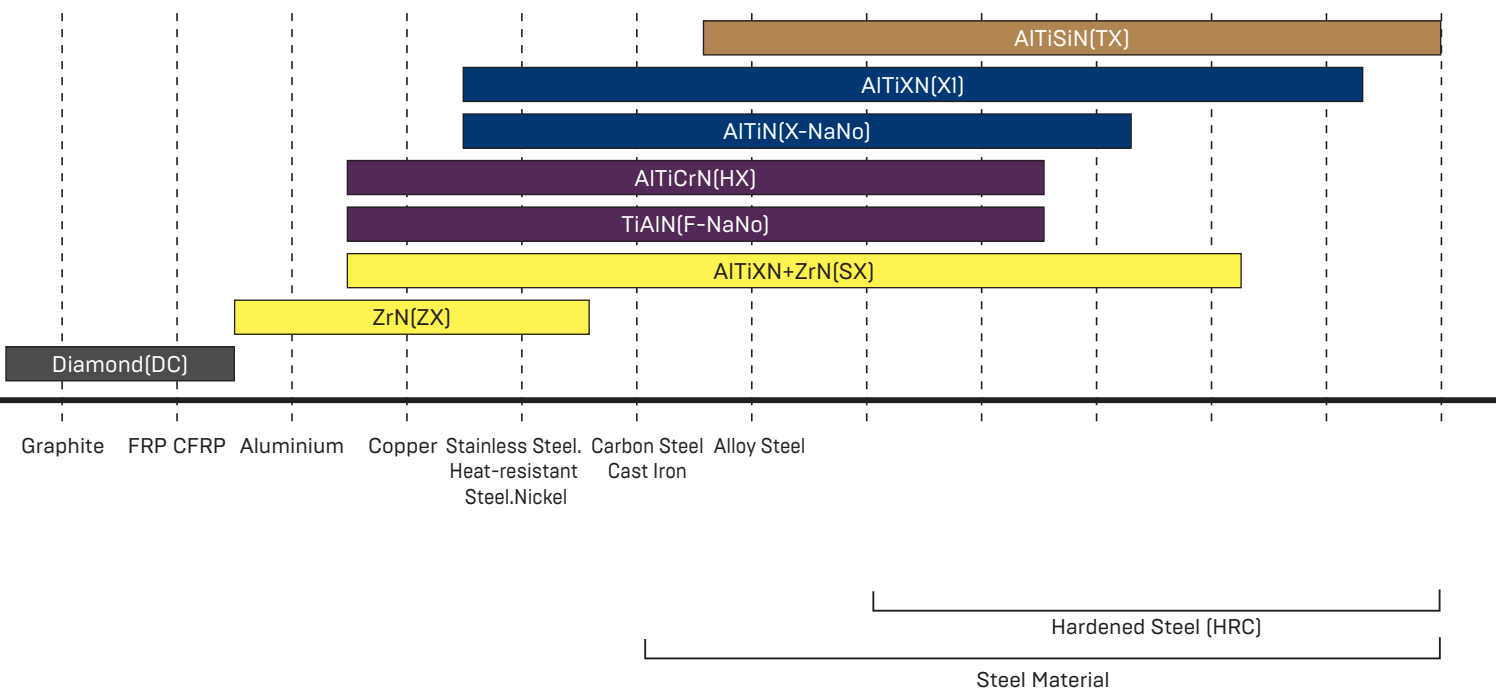 AlTiSiN(TX)
AlTiXN(X1)
AlTiN(X-NaNo)
AlTiCrN(HX)
TiAlN(F-NaNo)
AlTiXN+ZrN(SX)
ZrN(ZX)
Diamond(DC)
Graphite
FRP CFRP
Aluminium
Copper
Stainless Steel.
Heat-resistant
Steel.Nickel
Carbon Steel
Cast Iron
Alloy Steel
Hardened Steel (HRC)
Steel Material